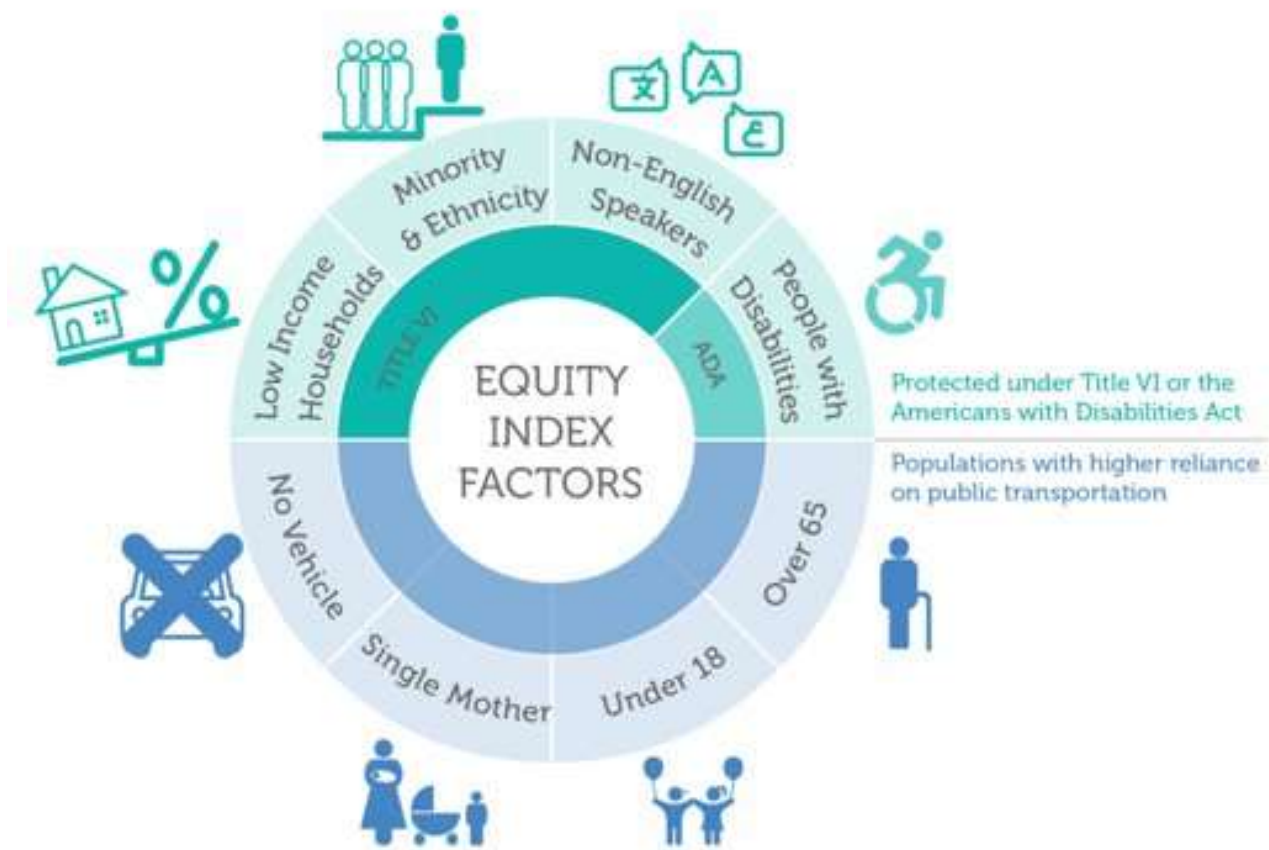 文
A
ع
Minority
& Ethnicity
Non-English
Speakers
Low Income
Households
%
People with
Disabilities
TITLE VI
ADA
EQUITY
INDEX
FACTORS
Protected under Title VI or the
Americans with Disabilities Act
Populations with higher reliance
on public transportation
No Vehicle
Over 65
Single Mother
Under 18